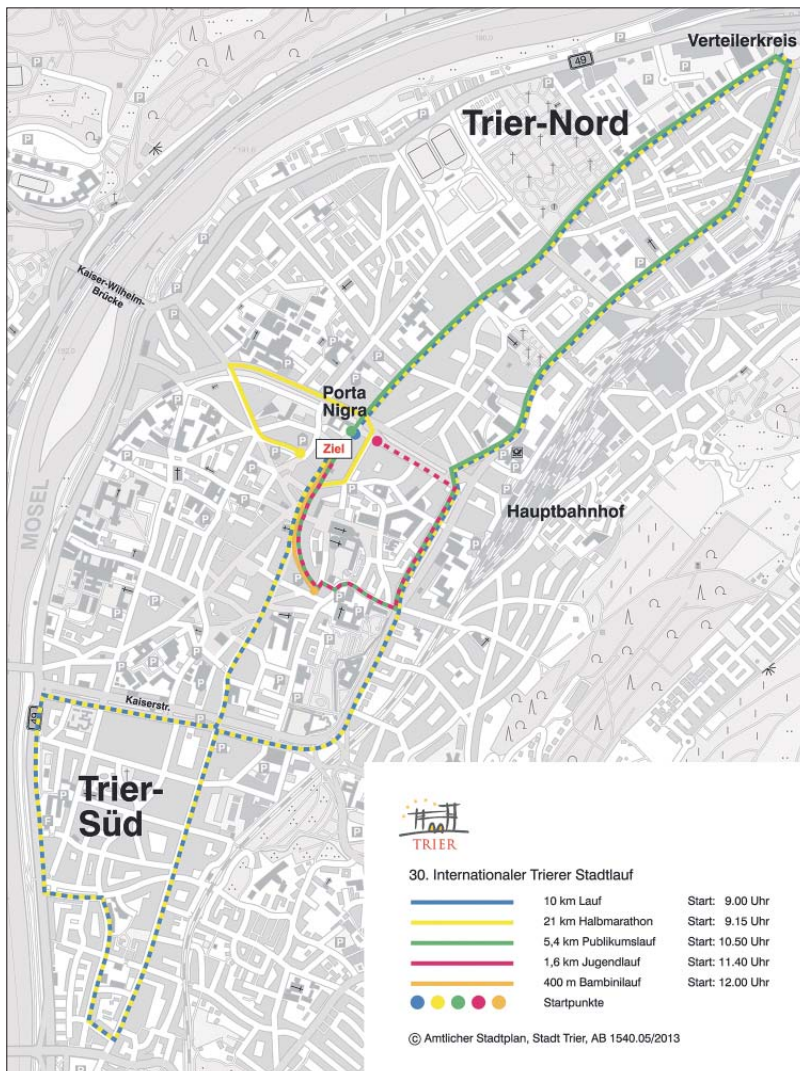 Verteilerkreis
49
Trier-Nord
Kaiser-Wilhelm-
Brücke
Porta
Nigra
Ziel
MOSEL
Hauptbahnhof
Kaiserstr.
49
Trier-
Süd
TRIER
30. Internationaler Trierer Stadtlauf
10 km Lauf Start: 9.00 Uhr
21 km Halbmarathon Start: 9.15 Uhr
5,4 km Publikumslauf Start: 10.50 Uhr
1,6 km Jugendlauf Start: 11.40 Uhr
400 m Bambinilauf Start: 12.00 Uhr
Startpunkte
© Amtlicher Stadtplan, Stadt Trier, AB 1540.05/2013